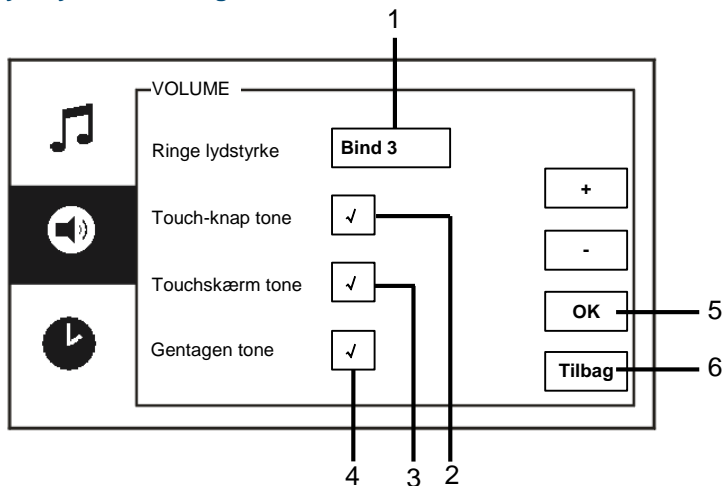 1
VOLUME
Ringe lydstyrke
Bind 3
+
Touch-knap tone
√
-
Touchskærm tone
√
OK
5
Gentagen tone
√
Tilbag
6
4
3
2